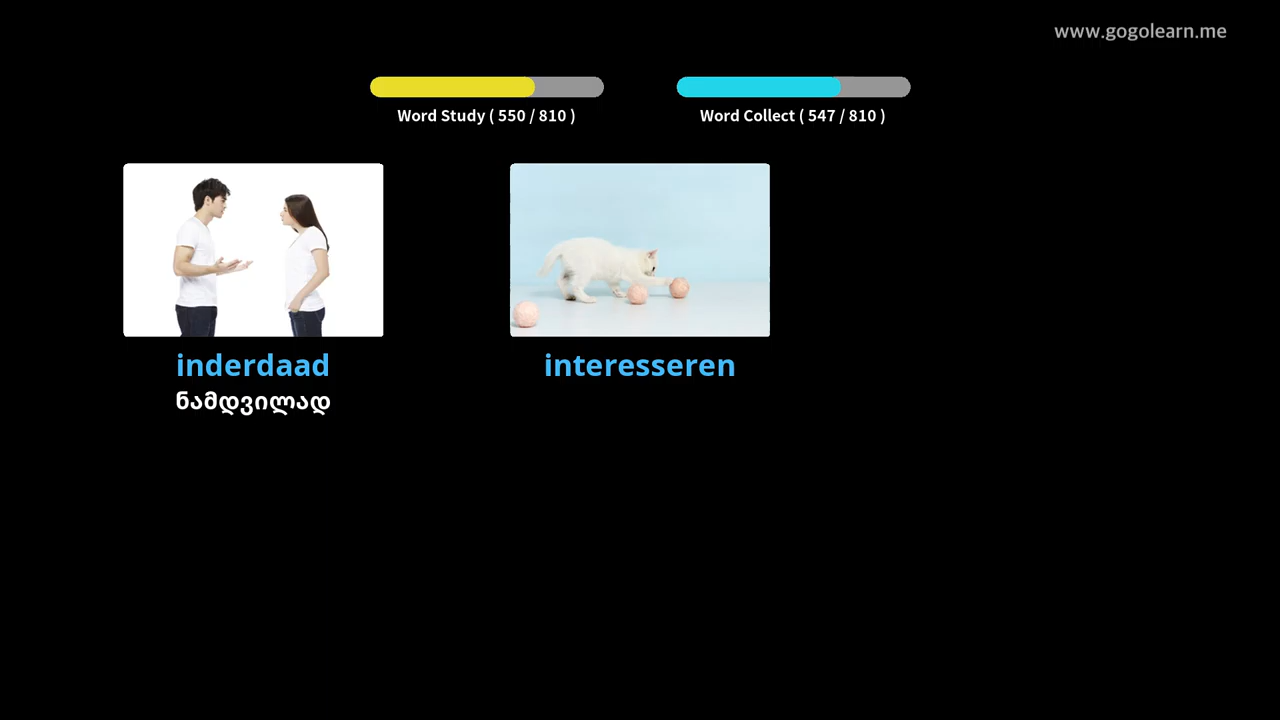 www.gogolearn.me
Word Study ( 550 / 810 )
Word Collect ( 547 / 810 )
inderdaad
ნამდვილად
interesseren